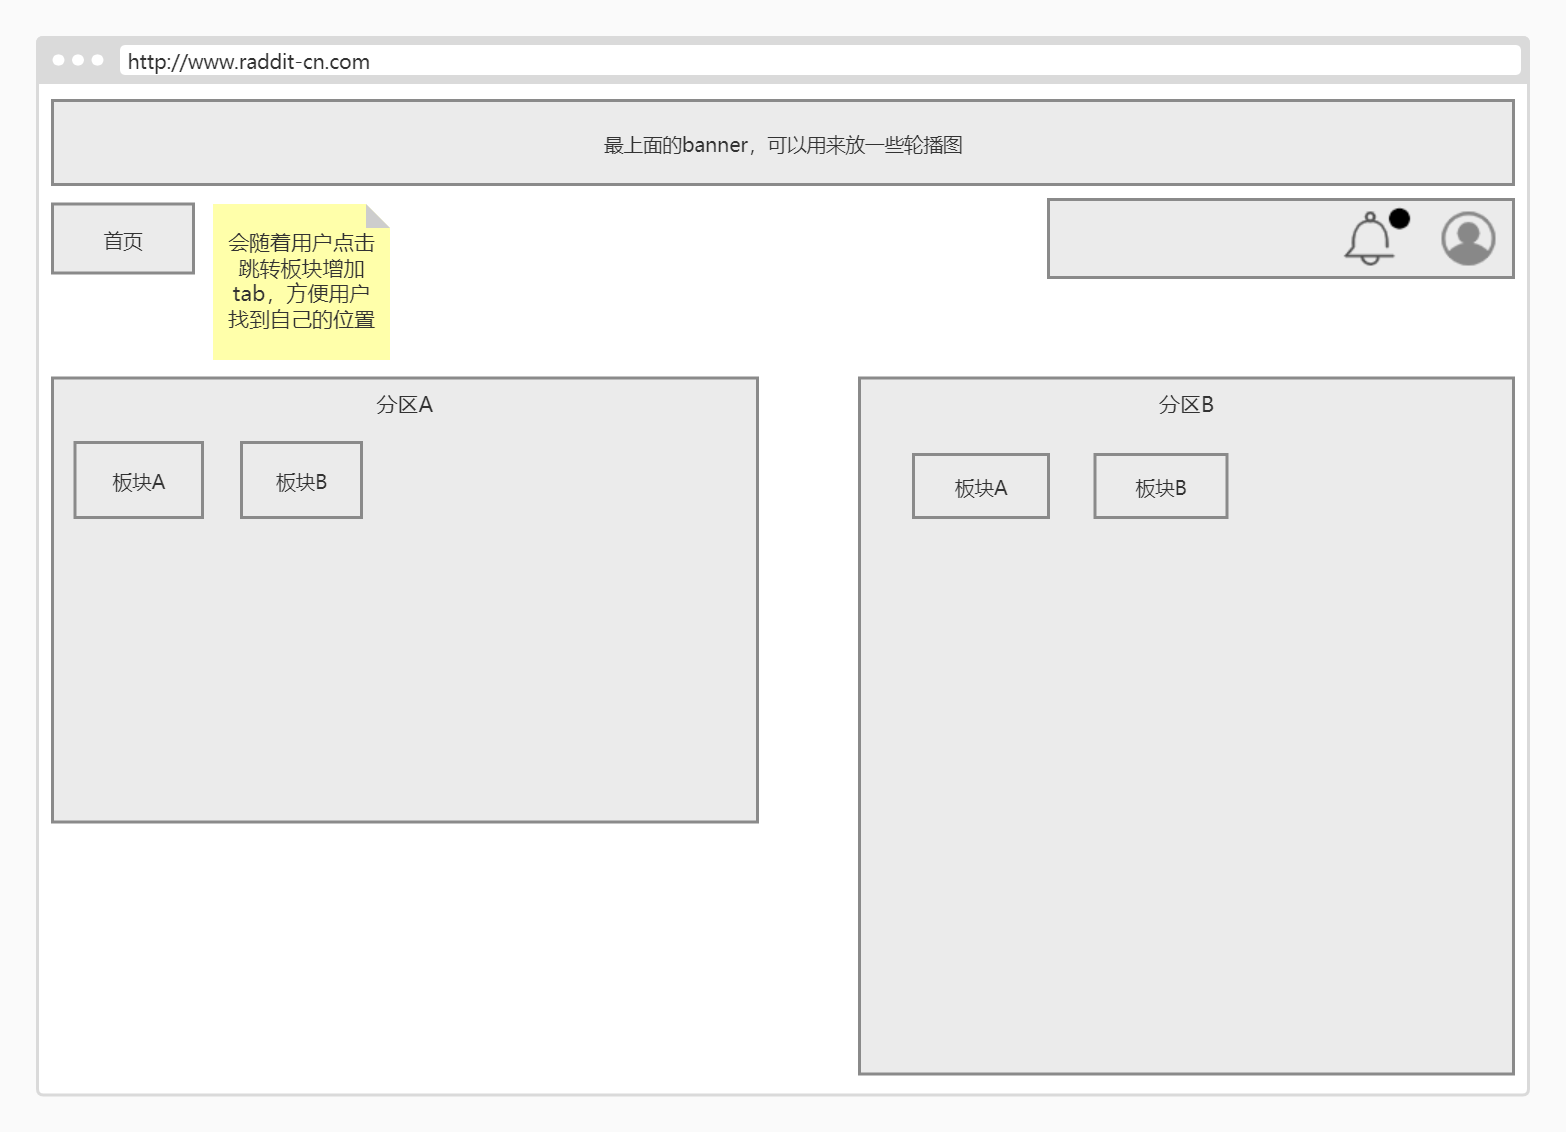 http://www.raddit-cn.com
最上面的banner，可以用来放一些轮播图
首页
会随着用户点击
跳转板块增加
tab，方便用户
找到自己的位置
分区A
板块A
板块B
分区B
板块A
板块B